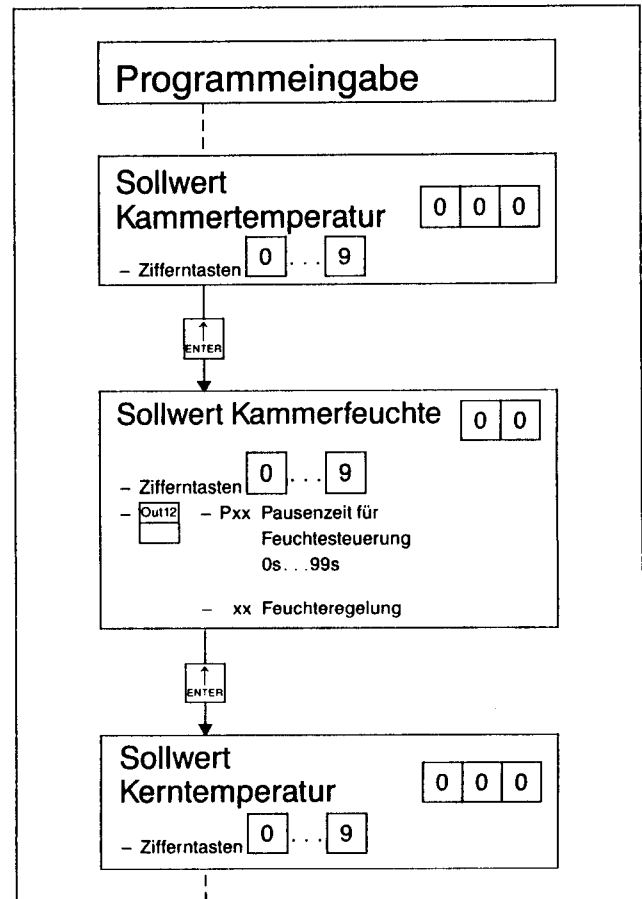 Programmeingabe
Sollwert
Kammertemperatur 0 0 0
– Zifferntasten 0 . . . 9
↑
ENTER
Sollwert Kammerfeuchte 0 0
– Zifferntasten 0 . . . 9
– Out12 – Pxx Pausenzeit für
Feuchtesteuerung
0s. . .99s
– xx Feuchteregelung
↑
ENTER
Sollwert
Kerntemperatur 0 0 0
– Zifferntasten 0 . . . 9